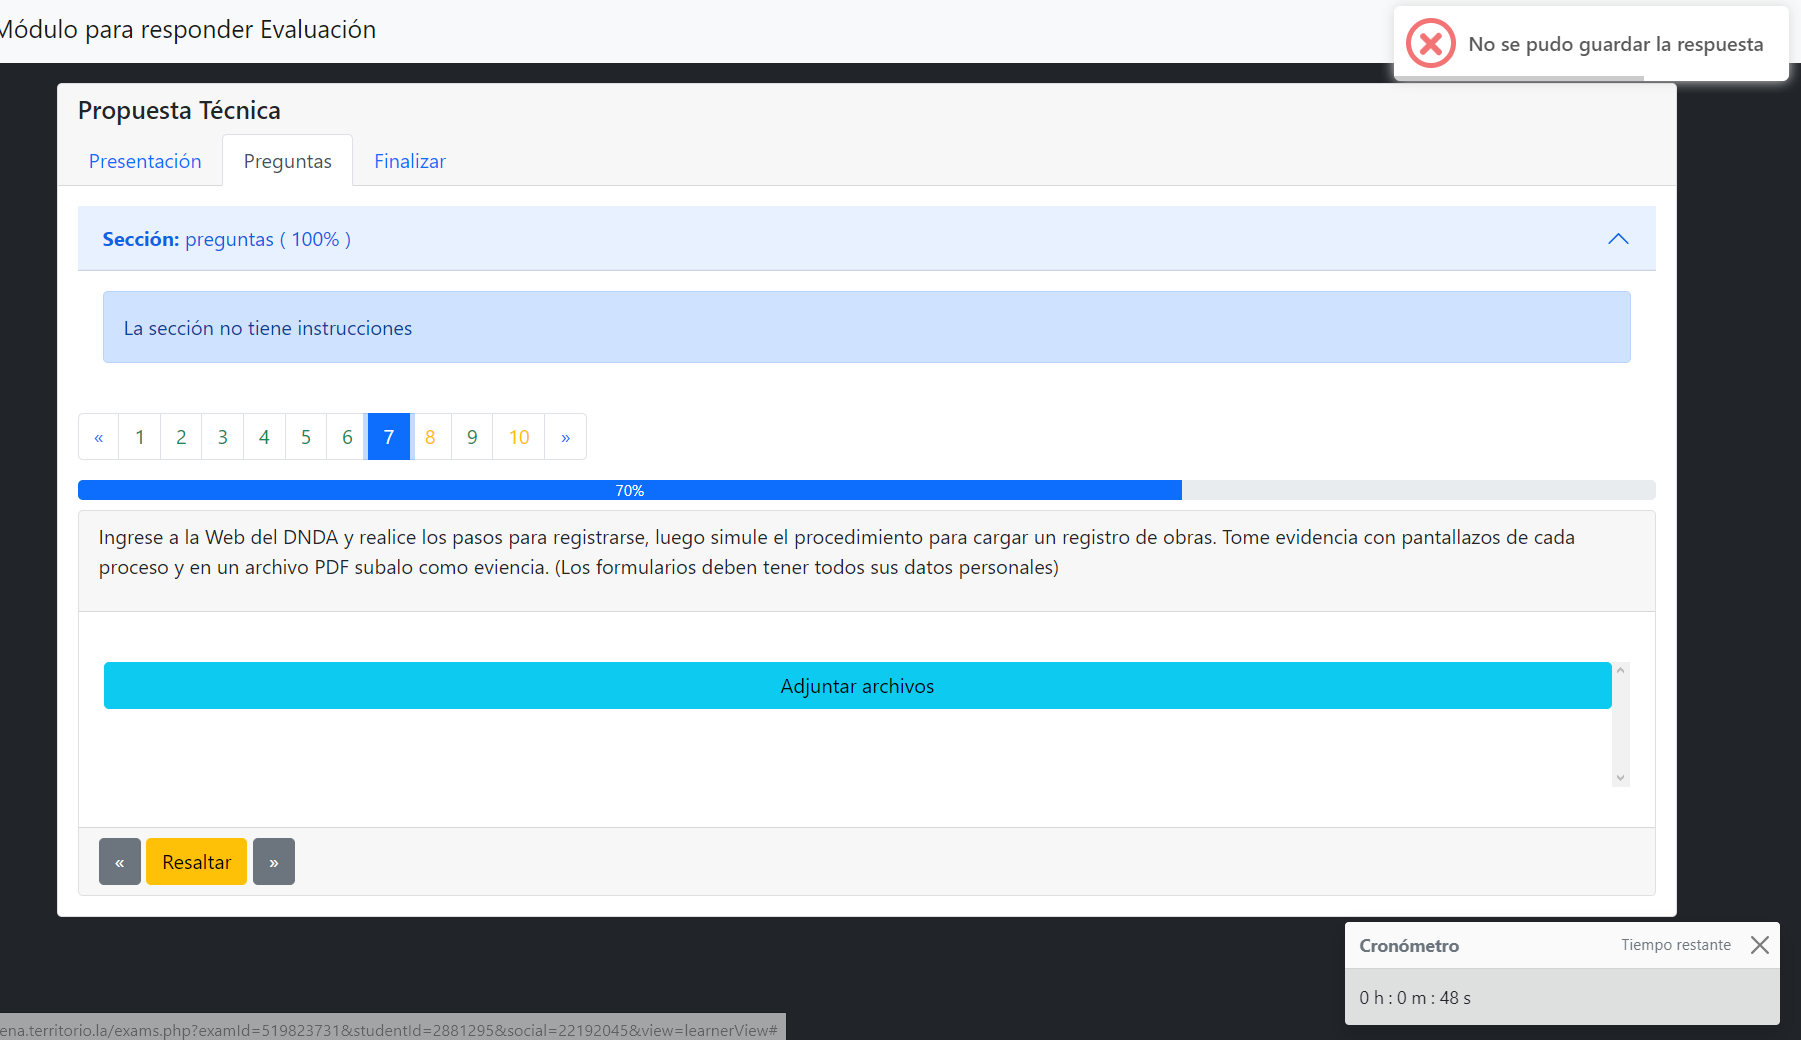 Módulo para responder Evaluación
No se pudo guardar la respuesta
Propuesta Técnica
Presentación
Preguntas
Finalizar
Sección: preguntas ( 100% )
La sección no tiene instrucciones
« 1 2 3 4 5 6 7 8 9 10 »
70%
Ingrese a la Web del DNDA y realice los pasos para registrarse, luego simule el procedimiento para cargar un registro de obras. Tome evidencia con pantallazos de cada
proceso y en un archivo PDF subalo como eviencia. (Los formularios deben tener todos sus datos personales)
Adjuntar archivos
« Resaltar »
Cronómetro
Tiempo restante
0 h : 0 m : 48 s
ena.territorio.la/exams.php?examId=519823731&studentId=2881295&social=22192045&view=learnerView#